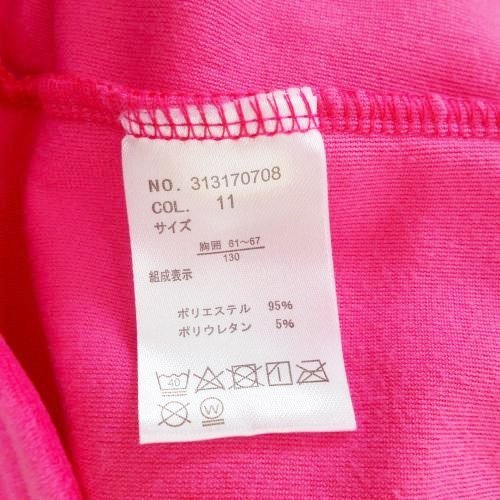 NO. 313170708
COL. 11
サイズ
胸囲 61〜67
130
組成表示
ポリエステル 95%
ポリウレタン 5%
40
W